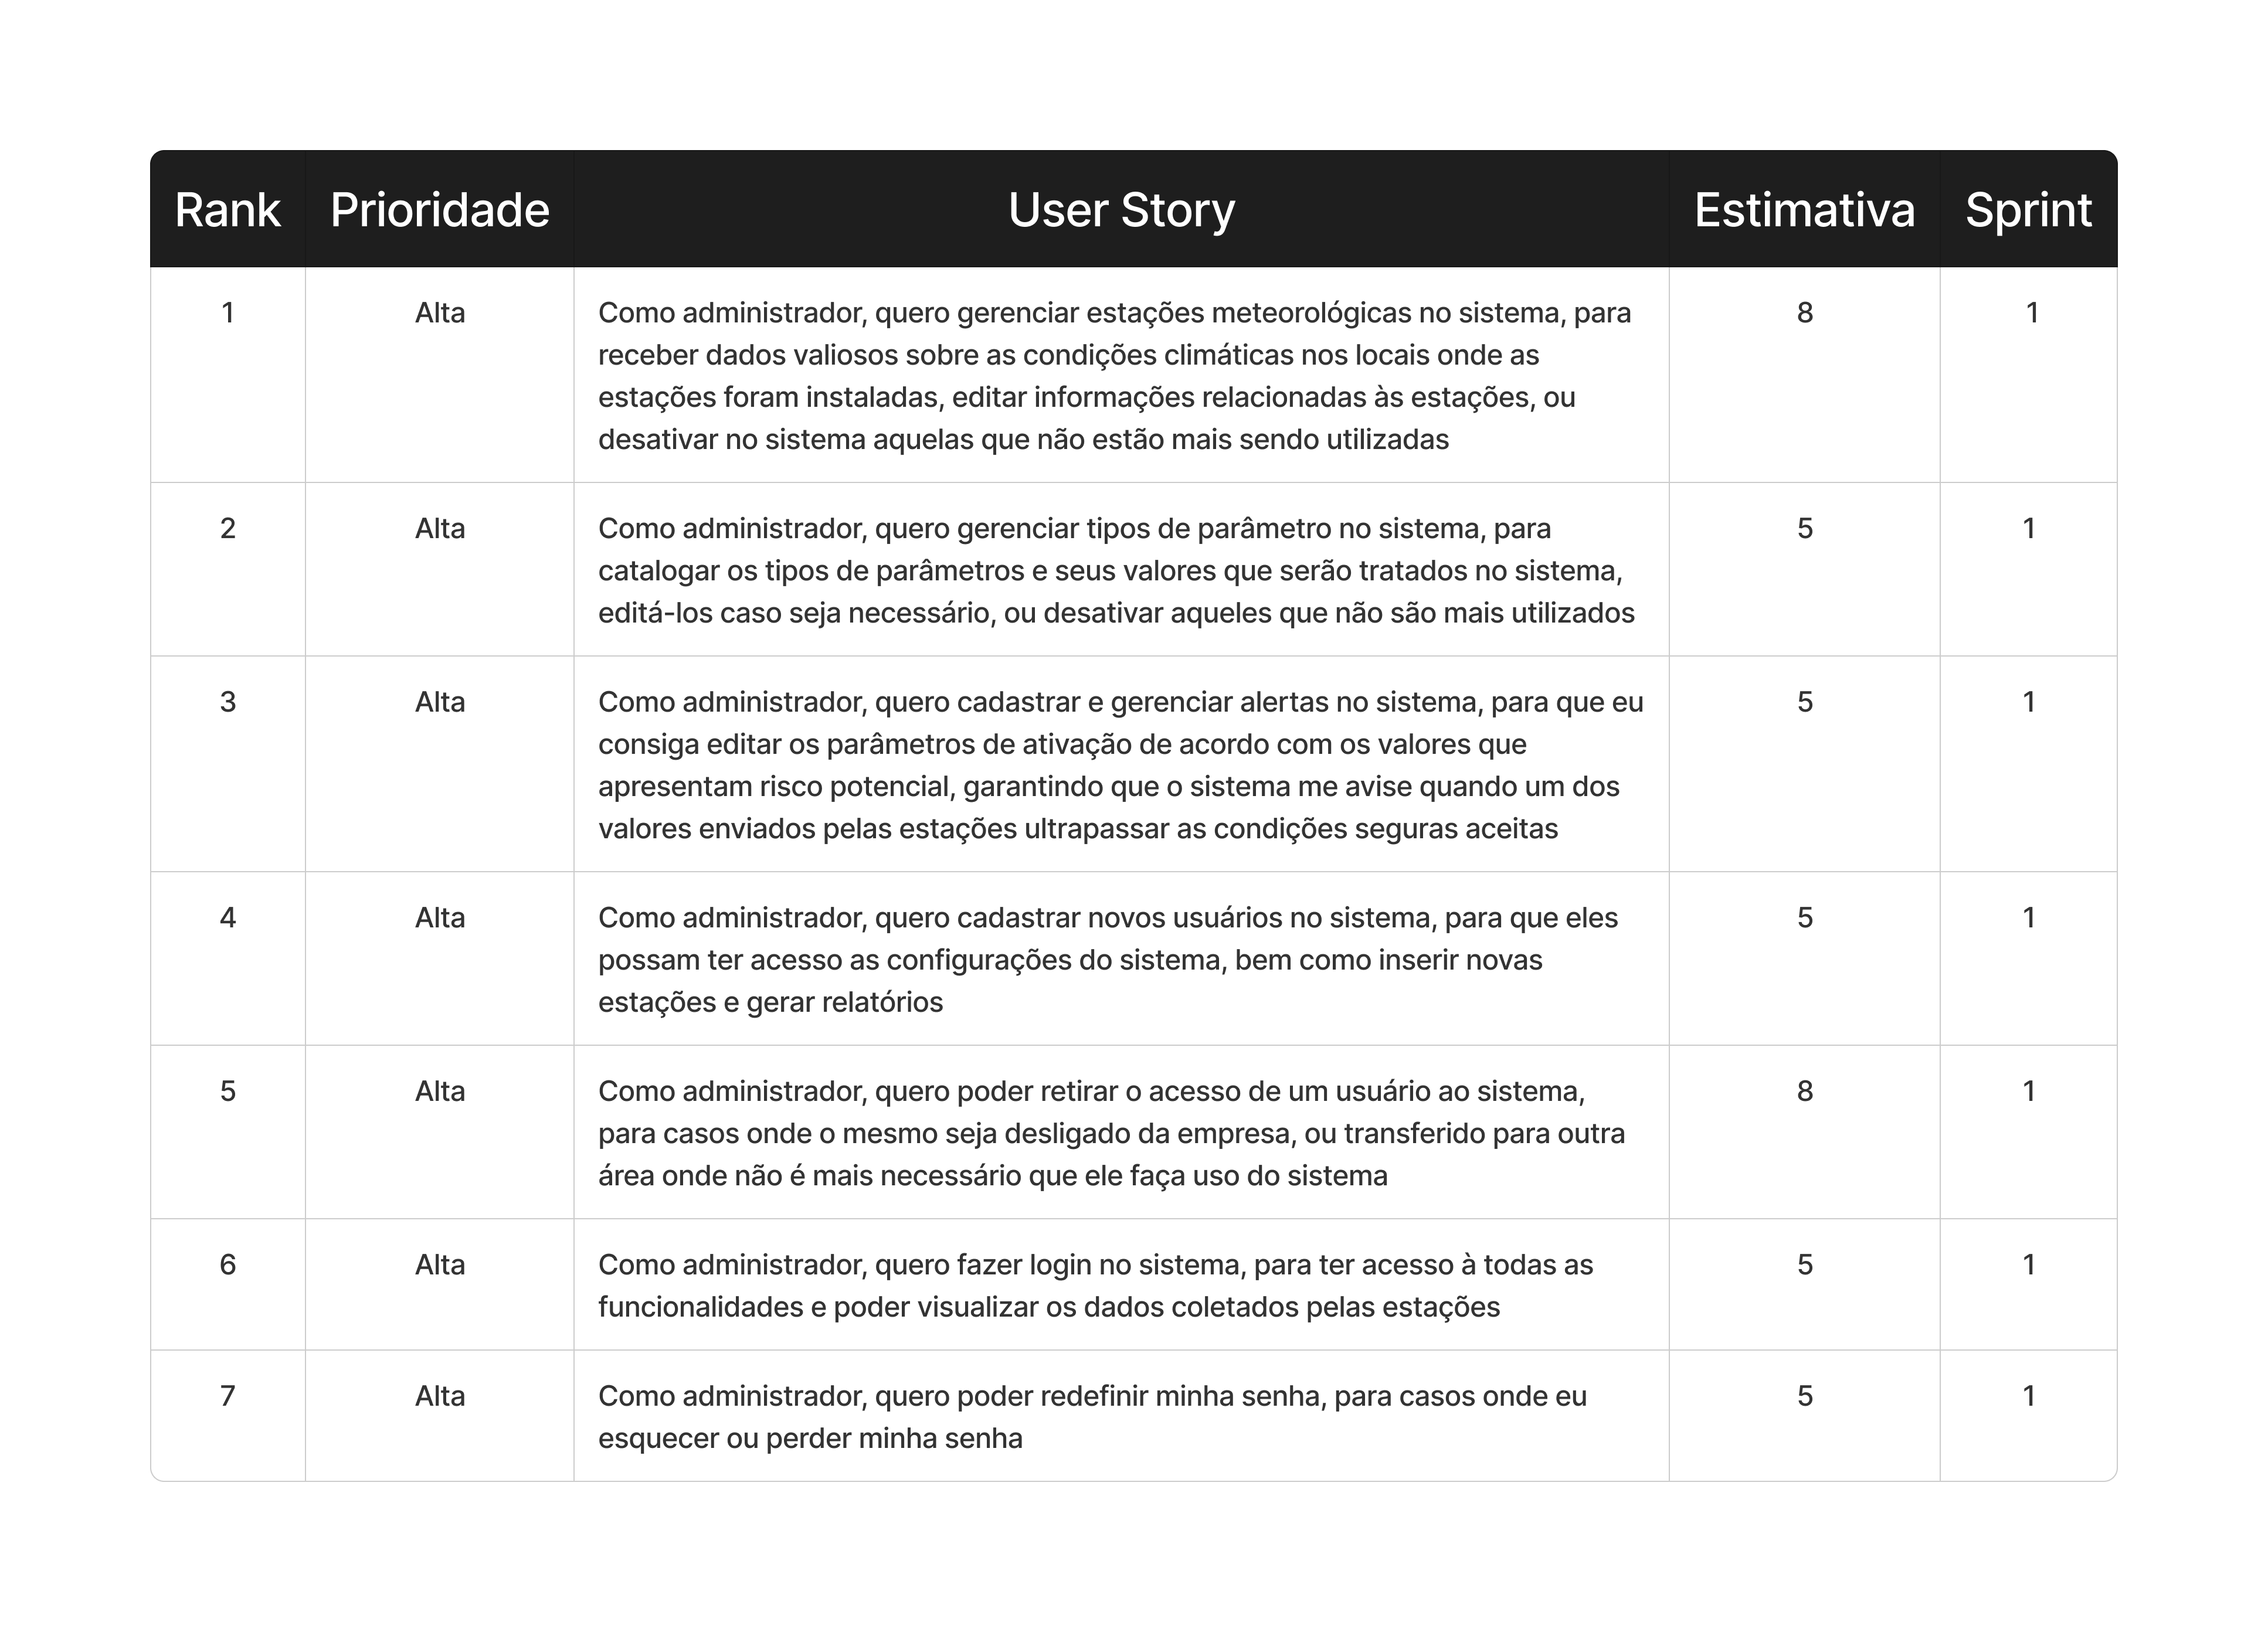 Rank Prioridade User Story Estimativa Sprint
1 Alta Como administrador, quero gerenciar estações meteorológicas no sistema, para 8 1
receber dados valiosos sobre as condições climáticas nos locais onde as
estações foram instaladas, editar informações relacionadas às estações, ou
desativar no sistema aquelas que não estão mais sendo utilizadas
2 Alta Como administrador, quero gerenciar tipos de parâmetro no sistema, para 5 1
catalogar os tipos de parâmetros e seus valores que serão tratados no sistema,
editá-los caso seja necessário, ou desativar aqueles que não são mais utilizados
3 Alta Como administrador, quero cadastrar e gerenciar alertas no sistema, para que eu 5 1
consiga editar os parâmetros de ativação de acordo com os valores que
apresentam risco potencial, garantindo que o sistema me avise quando um dos
valores enviados pelas estações ultrapassar as condições seguras aceitas
4 Alta Como administrador, quero cadastrar novos usuários no sistema, para que eles 5 1
possam ter acesso as configurações do sistema, bem como inserir novas
estações e gerar relatórios
5 Alta Como administrador, quero poder retirar o acesso de um usuário ao sistema, 8 1
para casos onde o mesmo seja desligado da empresa, ou transferido para outra
área onde não é mais necessário que ele faça uso do sistema
6 Alta Como administrador, quero fazer login no sistema, para ter acesso à todas as 5 1
funcionalidades e poder visualizar os dados coletados pelas estações
7 Alta Como administrador, quero poder redefinir minha senha, para casos onde eu 5 1
esquecer ou perder minha senha